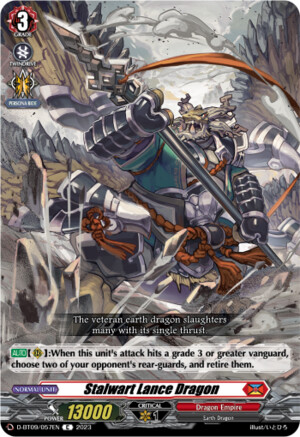 3
GRADE
TWINDRIVE
PERSONA RIDE
The veteran earth dragon slaughters
many with its single thrust.
AUTO【 】:When this unit's attack hits a grade 3 or greater vanguard,
choose two of your opponent's rear-guards, and retire them.
NORMAL UNIT
Stalwart Lance Dragon
POWER 13000
CRITICAL
1
Dragon Empire
Earth Dragon
D-BT09/057EN C 2023